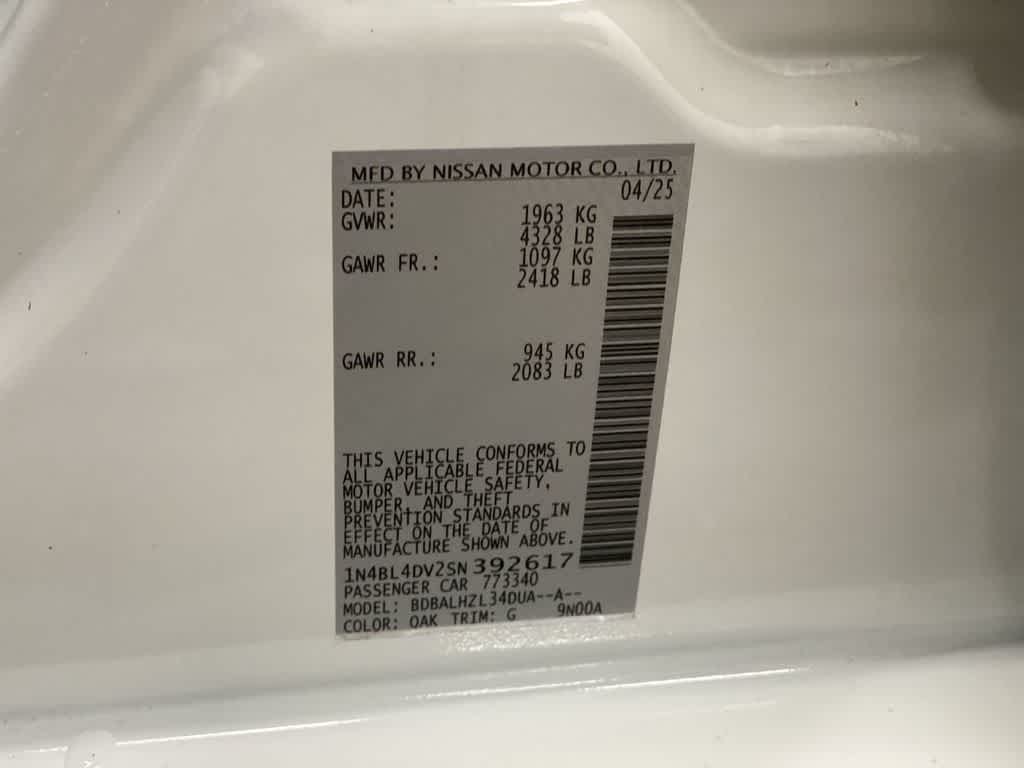 MFD BY NISSAN MOTOR CO., LTD.
DATE: 04/25
GVWR: 1963 KG
4328 LB
GAWR FR.: 1097 KG
2418 LB
GAWR RR.: 945 KG
2083 LB
THIS VEHICLE CONFORMS TO
ALL APPLICABLE FEDERAL
MOTOR VEHICLE SAFETY,
BUMPER, AND THEFT
PREVENTION STANDARDS IN
EFFECT ON THE DATE OF
MANUFACTURE SHOWN ABOVE.
1N4BL4DV2SN392617
PASSENGER CAR 773340
MODEL: BDBALHZL34DUA--A--
COLOR: QAK TRIM: G 9N00A